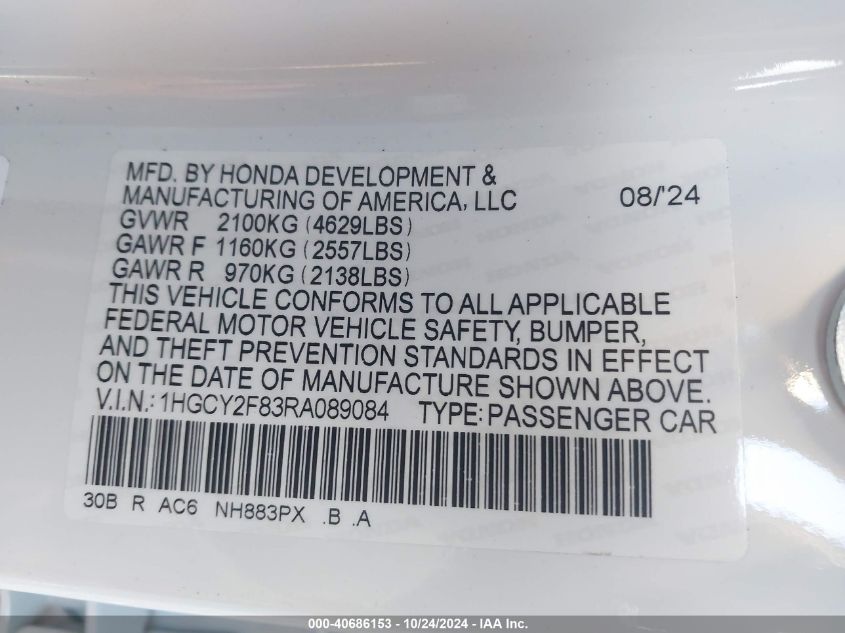 MFD. BY HONDA DEVELOPMENT &
MANUFACTURING OF AMERICA, LLC 08/'24
GVWR 2100KG (4629LBS)
GAWR F 1160KG (2557LBS)
GAWR R 970KG (2138LBS)
THIS VEHICLE CONFORMS TO ALL APPLICABLE
FEDERAL MOTOR VEHICLE SAFETY, BUMPER,
AND THEFT PREVENTION STANDARDS IN EFFECT
ON THE DATE OF MANUFACTURE SHOWN ABOVE.
V.I.N.: 1HGCY2F83RA089084 TYPE: PASSENGER CAR
30B R AC6 NH883PX .B .A
000-40686153 - 10/24/2024 - IAA Inc.